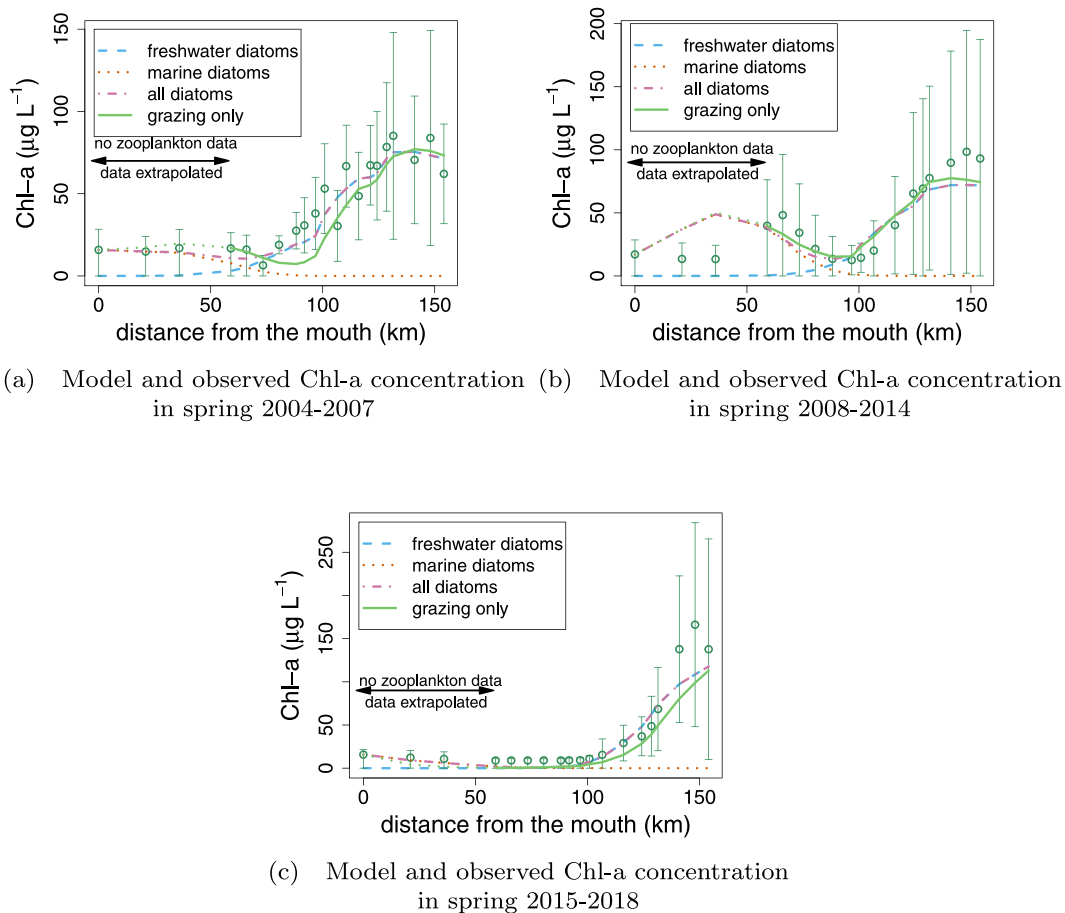 150
100
50
0
Chl−a (µg L−1)
freshwater diatoms
marine diatoms
all diatoms
grazing only
no zooplankton data
data extrapolated
0 50 100 150
distance from the mouth (km)
(a) Model and observed Chl-a concentration
in spring 2004-2007
200
150
100
50
0
Chl−a (µg L−1)
freshwater diatoms
marine diatoms
all diatoms
grazing only
no zooplankton data
data extrapolated
0 50 100 150
distance from the mouth (km)
(b) Model and observed Chl-a concentration
in spring 2008-2014
250
150
50
0
Chl−a (µg L−1)
freshwater diatoms
marine diatoms
all diatoms
grazing only
no zooplankton data
data extrapolated
0 50 100 150
distance from the mouth (km)
(c) Model and observed Chl-a concentration
in spring 2015-2018